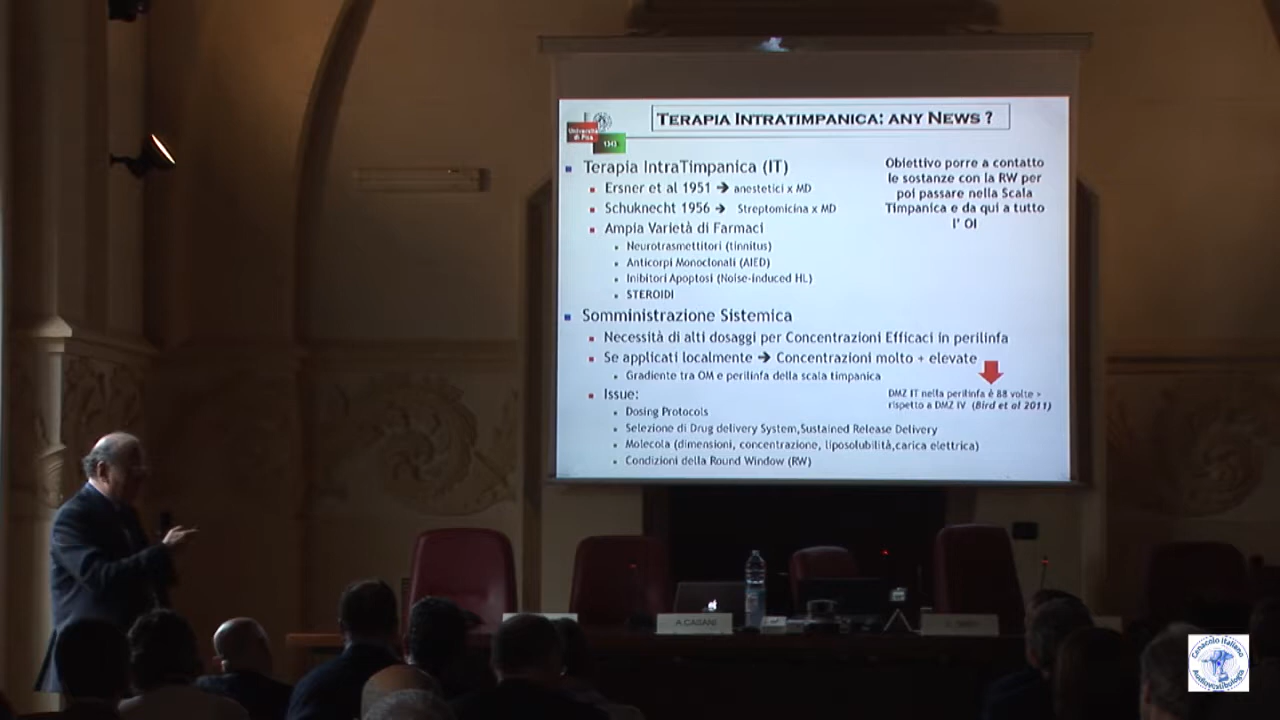 TERAPIA INTRATIMPANICA: ANY NEWS ?
Università
di Pisa
Terapia IntraTimpanica (IT)
Ersner et al 1951 → anestetici x MD
Schuknecht 1956 → Streptomicina x MD
Ampia Varietà di Farmaci
Neurotrasmettitori (tinnitus)
Anticorpi Monoclonali (AIED)
Inibitori Apoptosi (Noise-induced HL)
STEROIDI
Obiettivo porre a contatto
le sostanze con la RW per
poi passare nella Scala
Timpanica e da qui a tutto
l' OI
Somministrazione Sistemica
Necessità di alti dosaggi per Concentrazioni Efficaci in perilinfa
Se applicati localmente → Concentrazioni molto + elevate
Gradiente tra OM e perilinfa della scala timpanica
DMZ IT nella perilinfa è 88 volte >
rispetto a DMZ IV (Bird et al 2011)
Issue:
Dosing Protocols
Selezione di Drug delivery System,Sustained Release Delivery
Molecola (dimensioni, concentrazione, liposolubilità,carica elettrica)
Condizioni della Round Window (RW)
A.CASANI
Cenacolo Italiano
Audiovestibologia